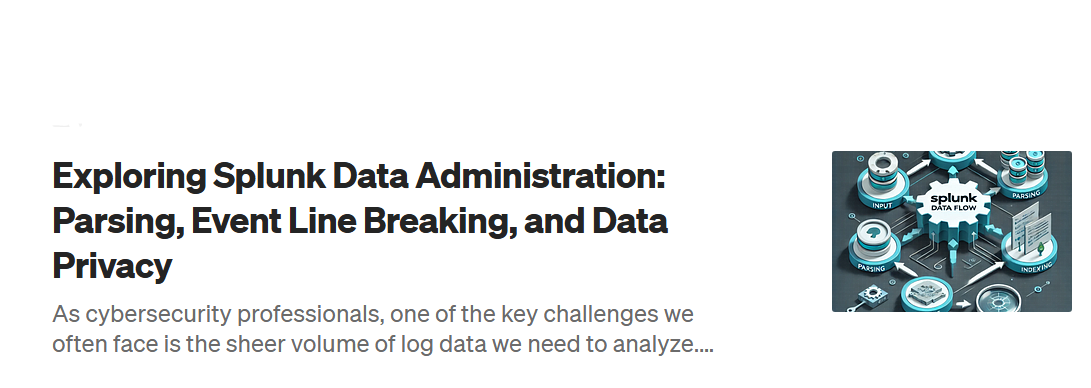 Exploring Splunk Data Administration:
Parsing, Event Line Breaking, and Data
Privacy
As cybersecurity professionals, one of the key challenges we
often face is the sheer volume of log data we need to analyze....
INPUT
splunk
DATA FLOW
PARSING
PARSING
INDEXING